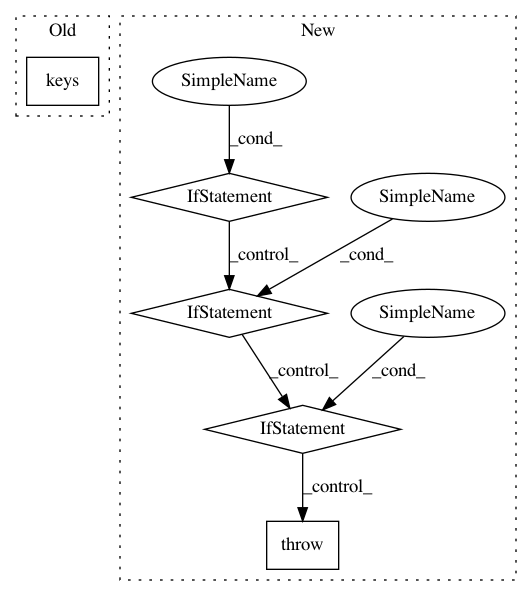 Old
New
keys
SimpleName
_cond_
IfStatement
SimpleName
_control_
_cond_
IfStatement
SimpleName
_control_
_cond_
IfStatement
_control_
throw